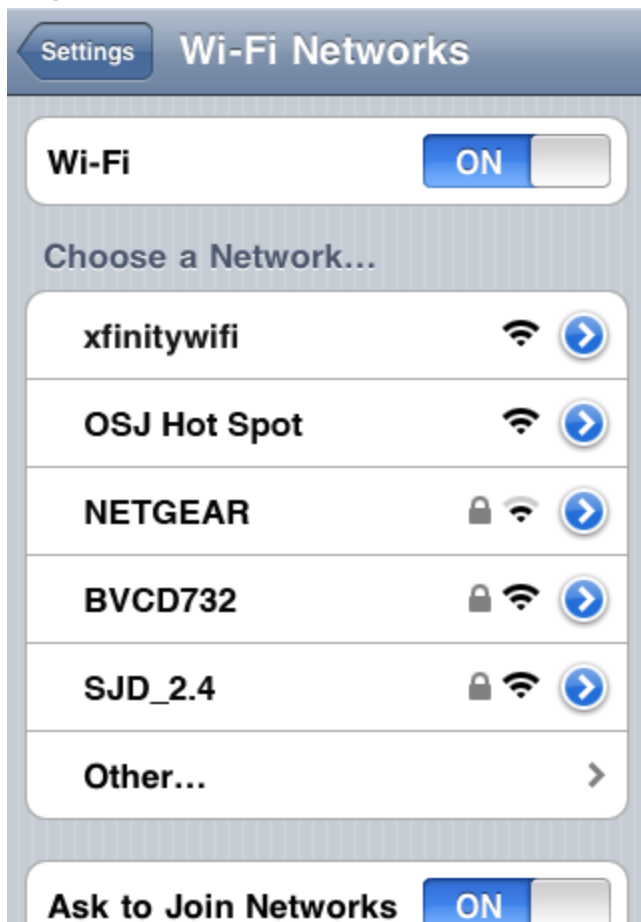 Settings Wi-Fi Networks
Wi-Fi ON
Choose a Network...
xfinitywifi
OSJ Hot Spot
NETGEAR
BVCD732
SJD_2.4
Other...
Ask to Join Networks ON